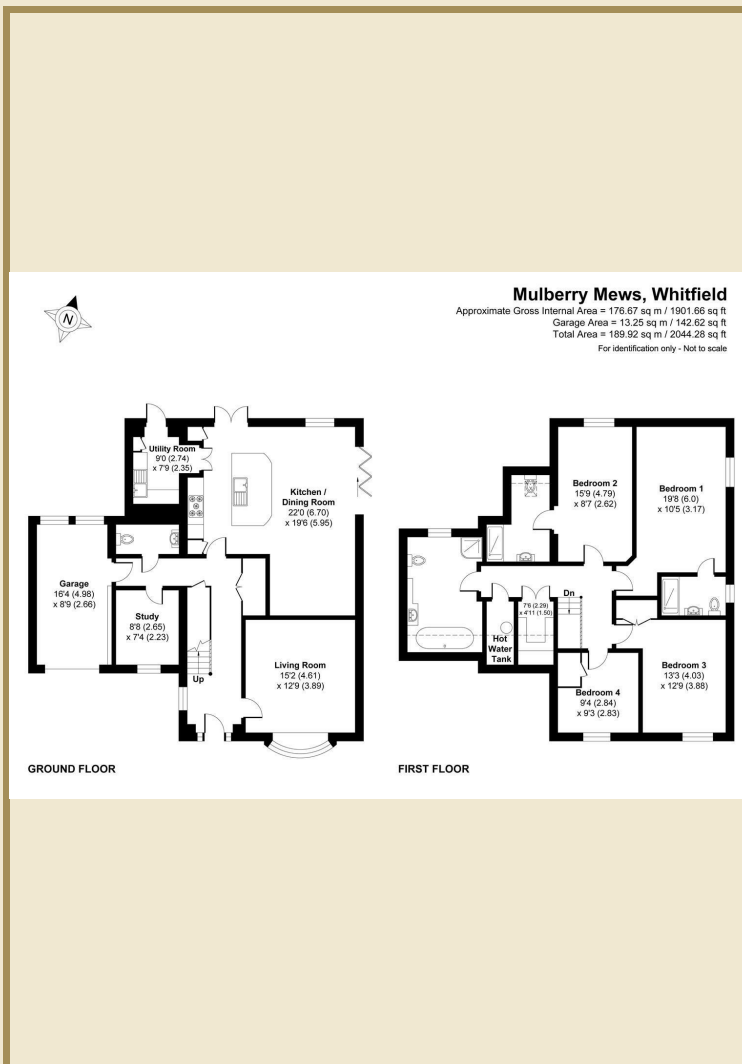 Mulberry Mews, Whitfield
Approximate Gross Internal Area = 176.67 sq m / 1901.66 sq ft
Garage Area = 13.25 sq m / 142.62 sq ft
Total Area = 189.92 sq m / 2044.28 sq ft
For identification only - Not to scale
N
Utility Room
9'0 (2.74)
x 7'9 (2.35)
Kitchen /
Dining Room
22'0 (6.70)
x 19'6 (5.95)
Garage
16'4 (4.98)
x 8'9 (2.66)
Study
8'8 (2.65)
x 7'4 (2.23)
Up
Living Room
15'2 (4.61)
x 12'9 (3.89)
GROUND FLOOR
Bedroom 2
15'9 (4.79)
x 8'7 (2.62)
Bedroom 1
19'8 (6.0)
x 10'5 (3.17)
Dn
7'6 (2.29)
x 4'11 (1.50)
Hot
Water
Tank
Bedroom 4
9'4 (2.84)
x 9'3 (2.83)
Bedroom 3
13'3 (4.03)
x 12'9 (3.88)
FIRST FLOOR